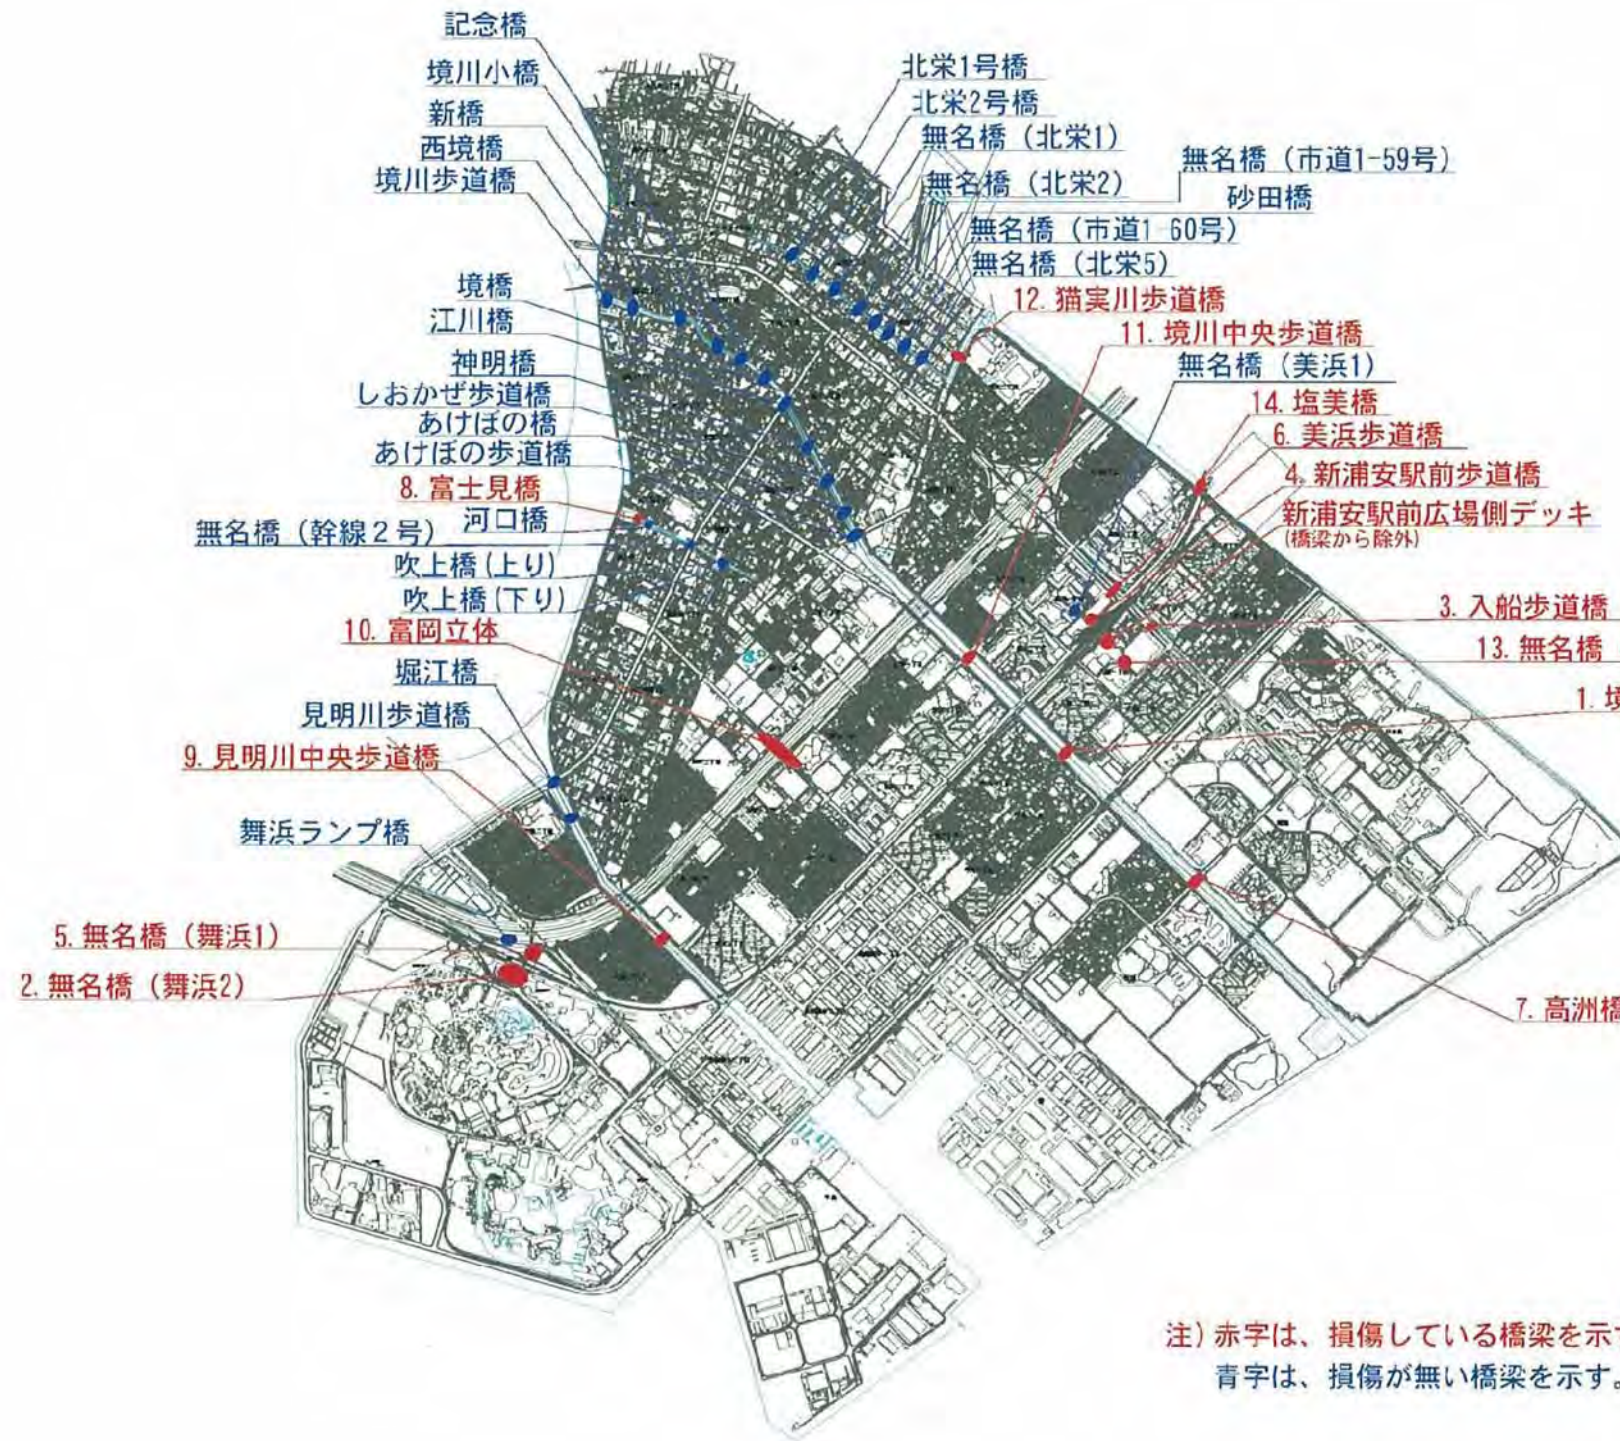 記念橋
境川小橋
新橋
西境橋
境川歩道橋
北栄1号橋
北栄2号橋
無名橋（北栄1）
無名橋（北栄2）
無名橋（市道1-59号）
砂田橋
無名橋（市道1-60号）
無名橋（北栄5）
12. 猫実川歩道橋
11. 境川中央歩道橋
無名橋（美浜1）
14. 塩美橋
6. 美浜歩道橋
4. 新浦安駅前歩道橋
新浦安駅前広場側デッキ
(橋梁から除外)
3. 入船歩道橋
13. 無名橋
1. 境
7. 高洲橋
境橋
江川橋
神明橋
しおかぜ歩道橋
あけぼの橋
あけぼの歩道橋
8. 富士見橋
河口橋
無名橋（幹線２号）
吹上橋(上り)
吹上橋(下り)
10. 富岡立体
堀江橋
見明川歩道橋
9. 見明川中央歩道橋
舞浜ランプ橋
5. 無名橋（舞浜1）
2. 無名橋（舞浜2）
注) 赤字は、損傷している橋梁を示す
青字は、損傷が無い橋梁を示す。